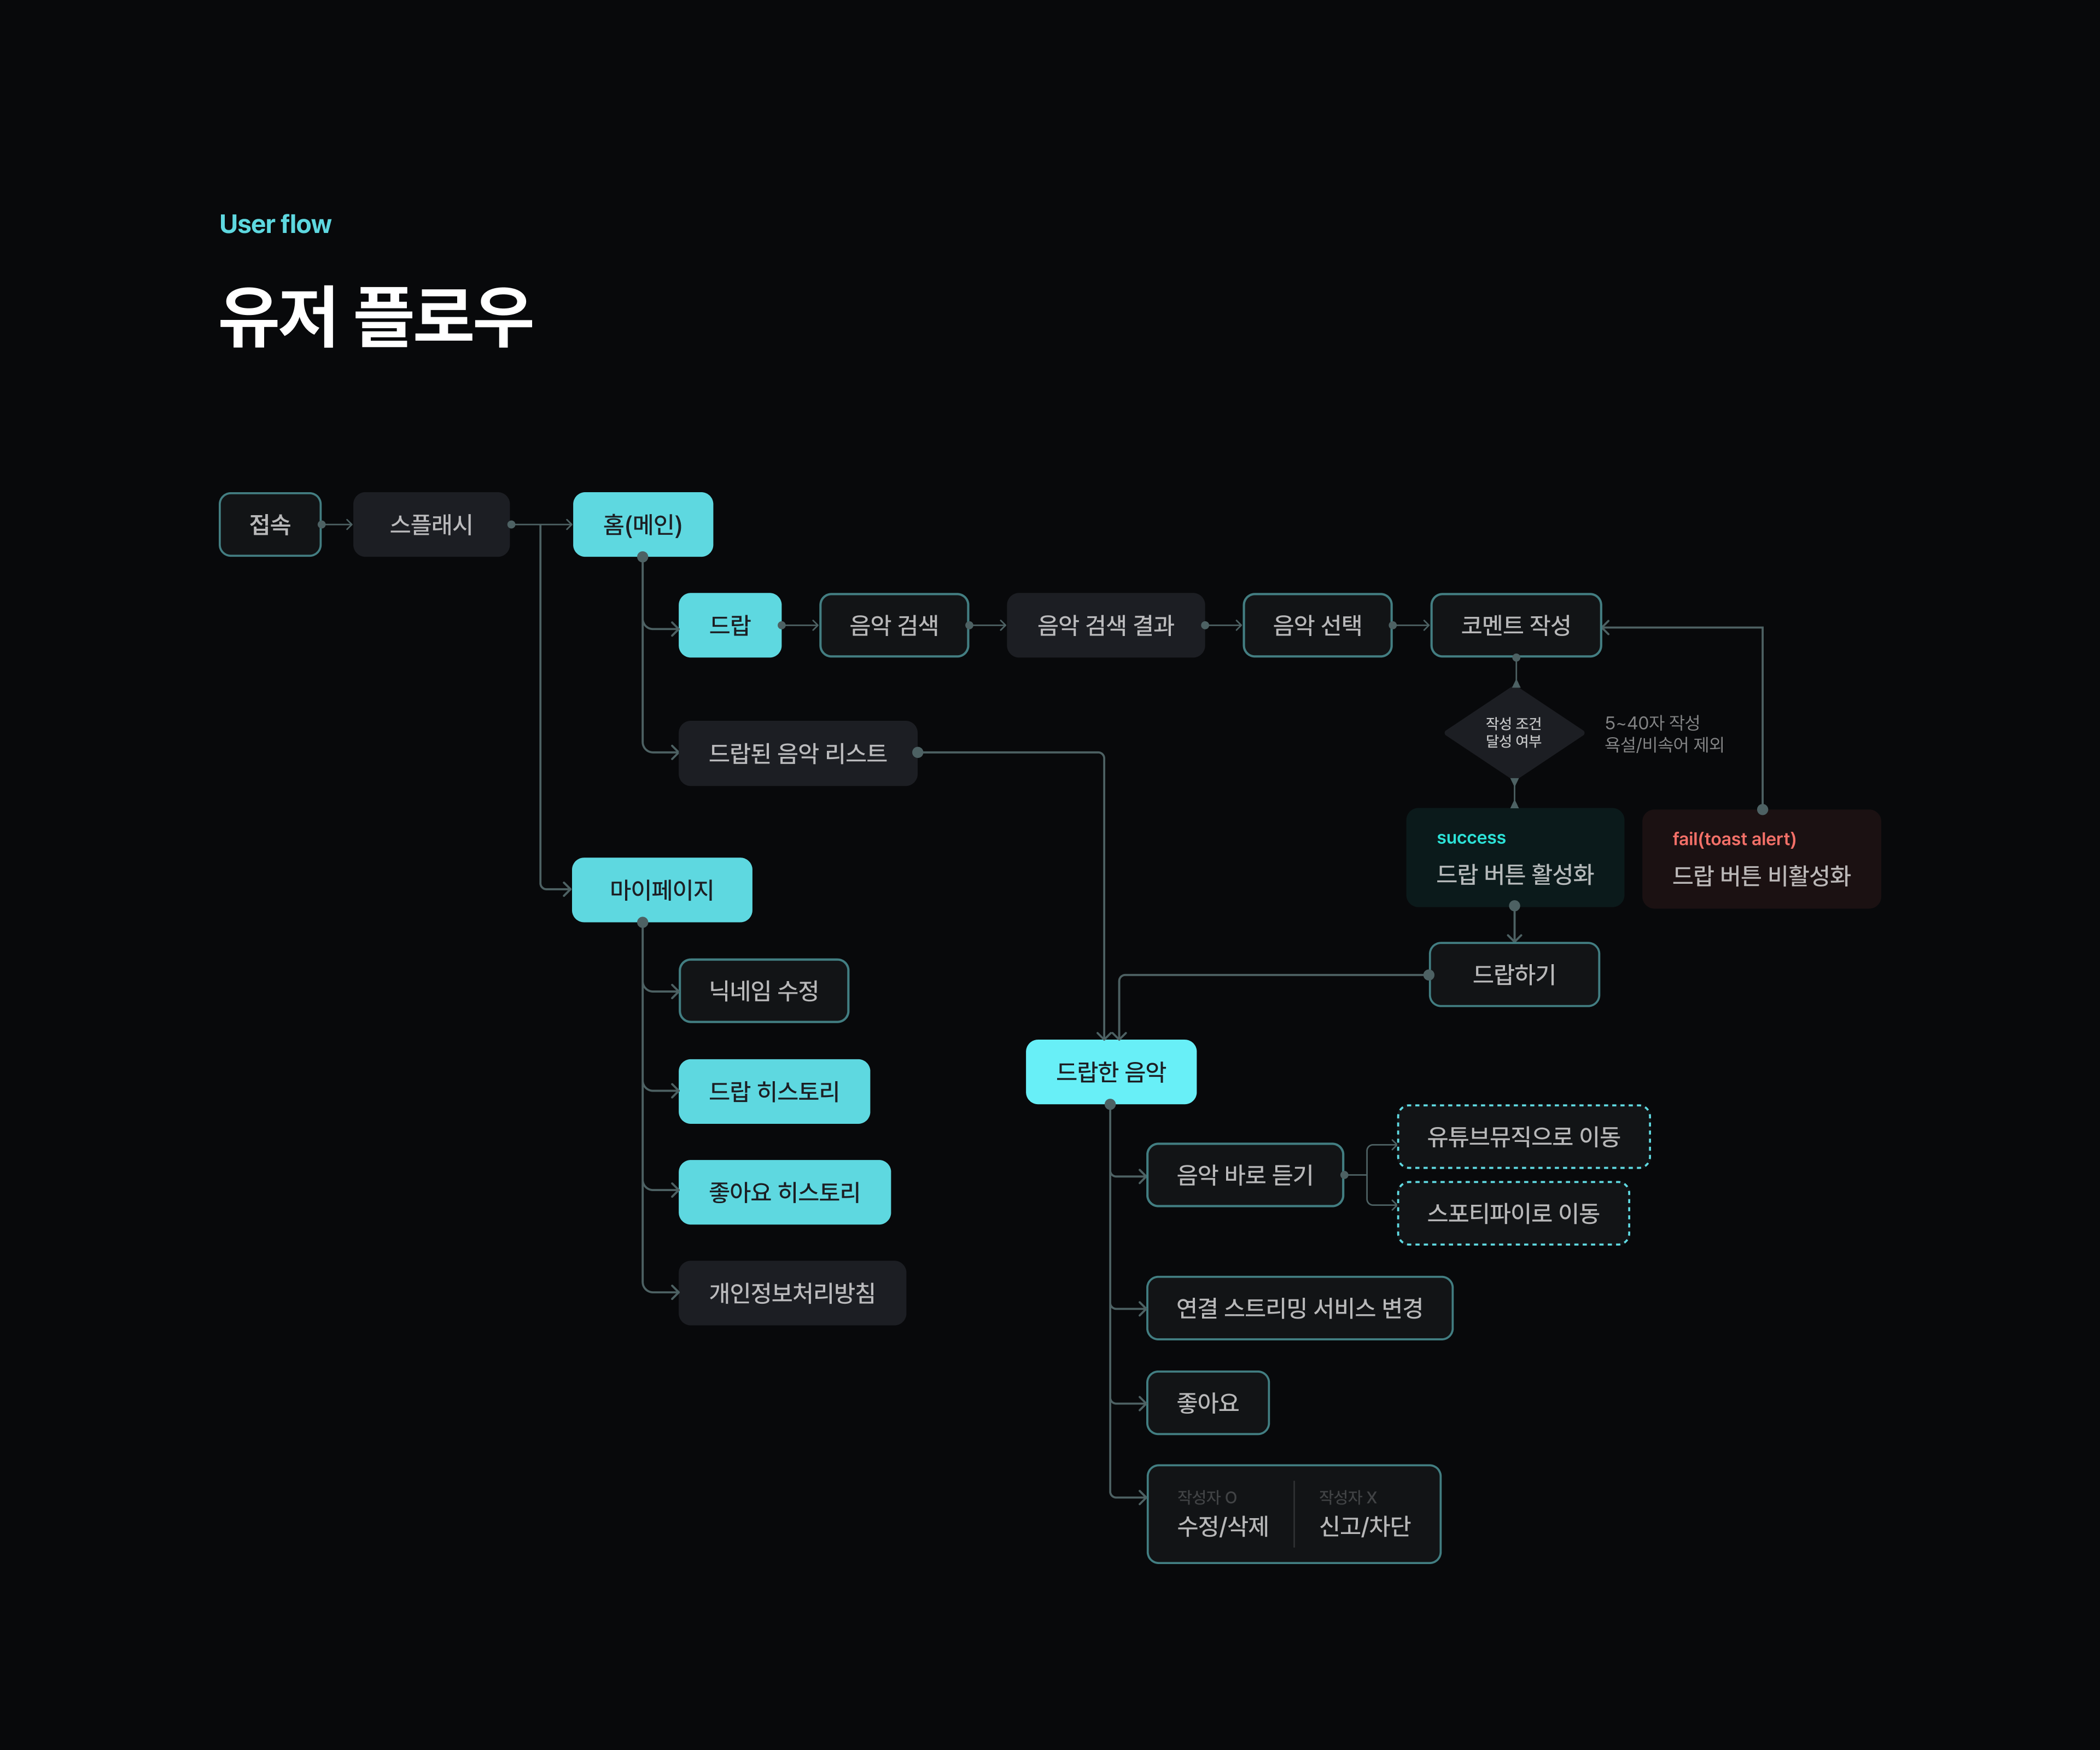 User flow
유저 플로우
접속
스플래시
홈(메인)
드랍
음악 검색
음악 검색 결과
음악 선택
코멘트 작성
작성 조건
달성 여부
5~40자 작성
욕설/비속어 제외
드랍된 음악 리스트
success
드랍 버튼 활성화
fail(toast alert)
드랍 버튼 비활성화
마이페이지
드랍하기
닉네임 수정
드랍 히스토리
좋아요 히스토리
개인정보처리방침
드랍한 음악
음악 바로 듣기
유튜브뮤직으로 이동
스포티파이로 이동
연결 스트리밍 서비스 변경
좋아요
작성자 O
수정/삭제
작성자 X
신고/차단